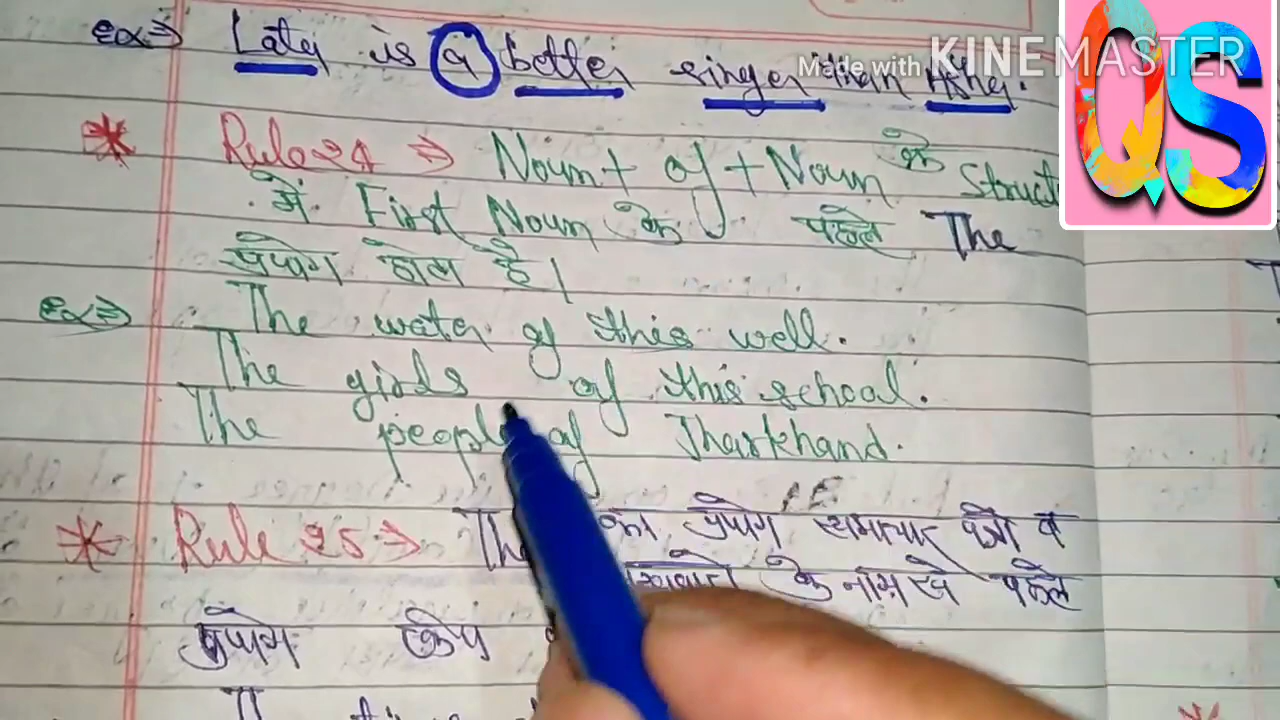 Ex⇒ Lata is a better singer than Asha.
Made with KINEMASTER
QS
* Rule 24 ⇒ Noun + of + Noun के Struct
में First Noun के पहले The
प्रयोग होता है।
Ex⇒ The water of this well.
The girls of this school.
The people of Jharkhand.
* Rule 25 ⇒ The का प्रयोग समाचार पत्रो व
के नाम से पहले
प्रयोग
The